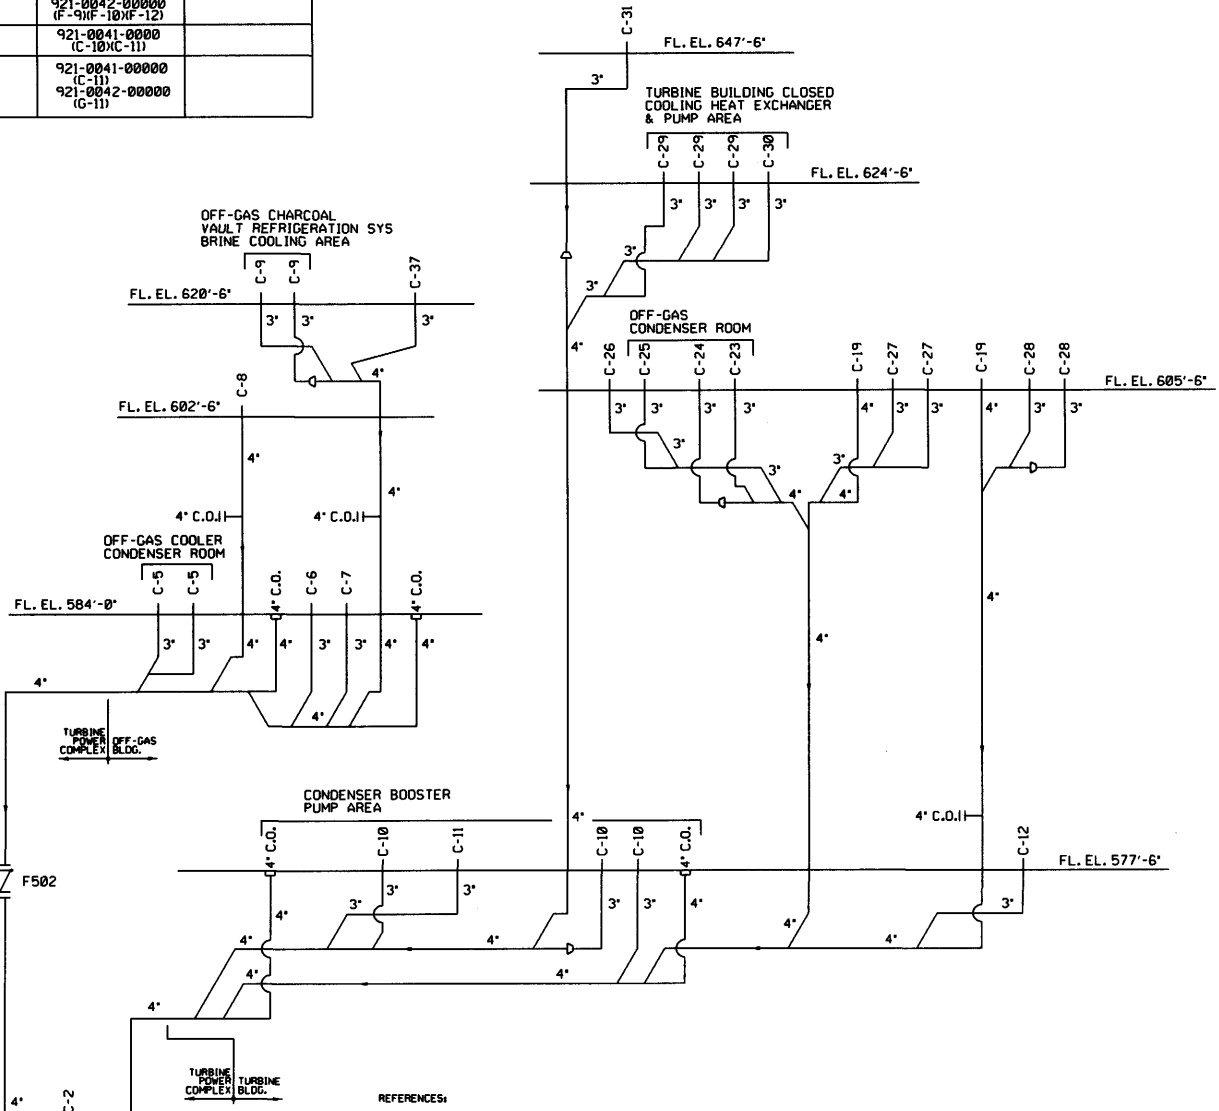 921-0042-00000
(F-9)(F-10)(F-12)
921-0041-0000
(C-10)(C-11)
921-0041-00000
(C-11)
921-0042-00000
(G-11)
C-31
FL. EL. 647'-6"
3"
TURBINE BUILDING CLOSED
COOLING HEAT EXCHANGER
& PUMP AREA
C-29 C-29 C-29 C-30
FL. EL. 624'-6"
3" 3" 3" 3"
3"
3"
4"
OFF-GAS CHARCOAL
VAULT REFRIGERATION SYS
BRINE COOLING AREA
C-9 C-9 C-37
FL. EL. 620'-6"
3" 3" 3"
4"
C-8
FL. EL. 602'-6"
4"
4"
4" C.O. 4" C.O.
OFF-GAS
CONDENSER ROOM
C-26 C-25 C-24 C-23 C-19 C-27 C-27 C-19 C-28 C-28
FL. EL. 605'-6"
3" 3" 3" 3" 4" 3" 3" 4" 3" 3"
3" 3" 3"
4" 4"
OFF-GAS COOLER
CONDENSER ROOM
C-5 C-5 4" C.O. C-6 C-7 4" C.O.
FL. EL. 584'-0"
3" 3" 4" 4" 3" 3" 4" 4"
4"
4"
4"
4"
TURBINE
POWER
COMPLEX
OFF-GAS
BLDG.
CONDENSER BOOSTER
PUMP AREA
4" C.O. C-10 C-11 4" C-10 C-10 4" C.O.
4" C.O. C-12
FL. EL. 577'-6"
F502
4" 3" 3" 3" 3" 4"
3" 3"
4" 4" 4" 4"
4" 4"
4"
TURBINE
POWER
COMPLEX
TURBINE
BLDG.
REFERENCES:
4"
C-2